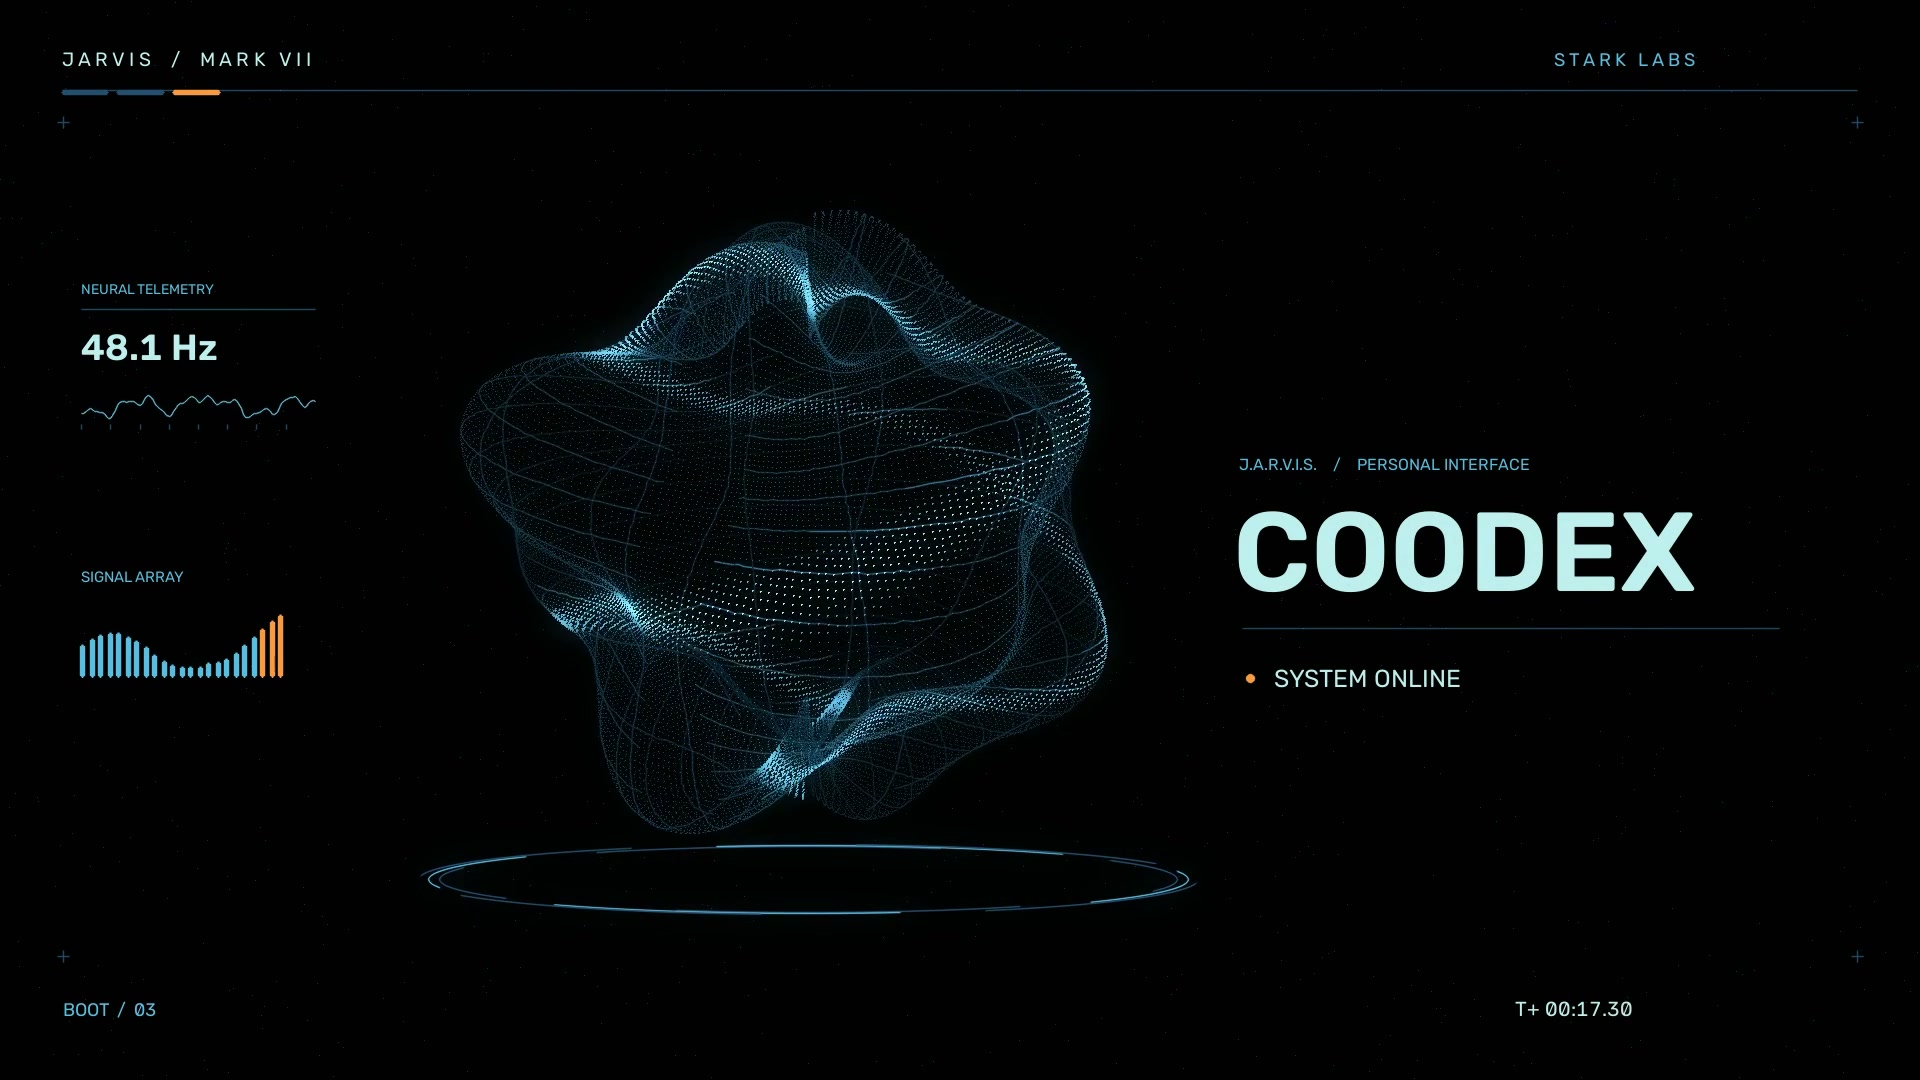 JARVIS / MARK VII
STARK LABS
NEURAL TELEMETRY
48.1 Hz
J.A.R.V.I.S. / PERSONAL INTERFACE
COODEX
SIGNAL ARRAY
SYSTEM ONLINE
BOOT / 03
T+ 00:17.30